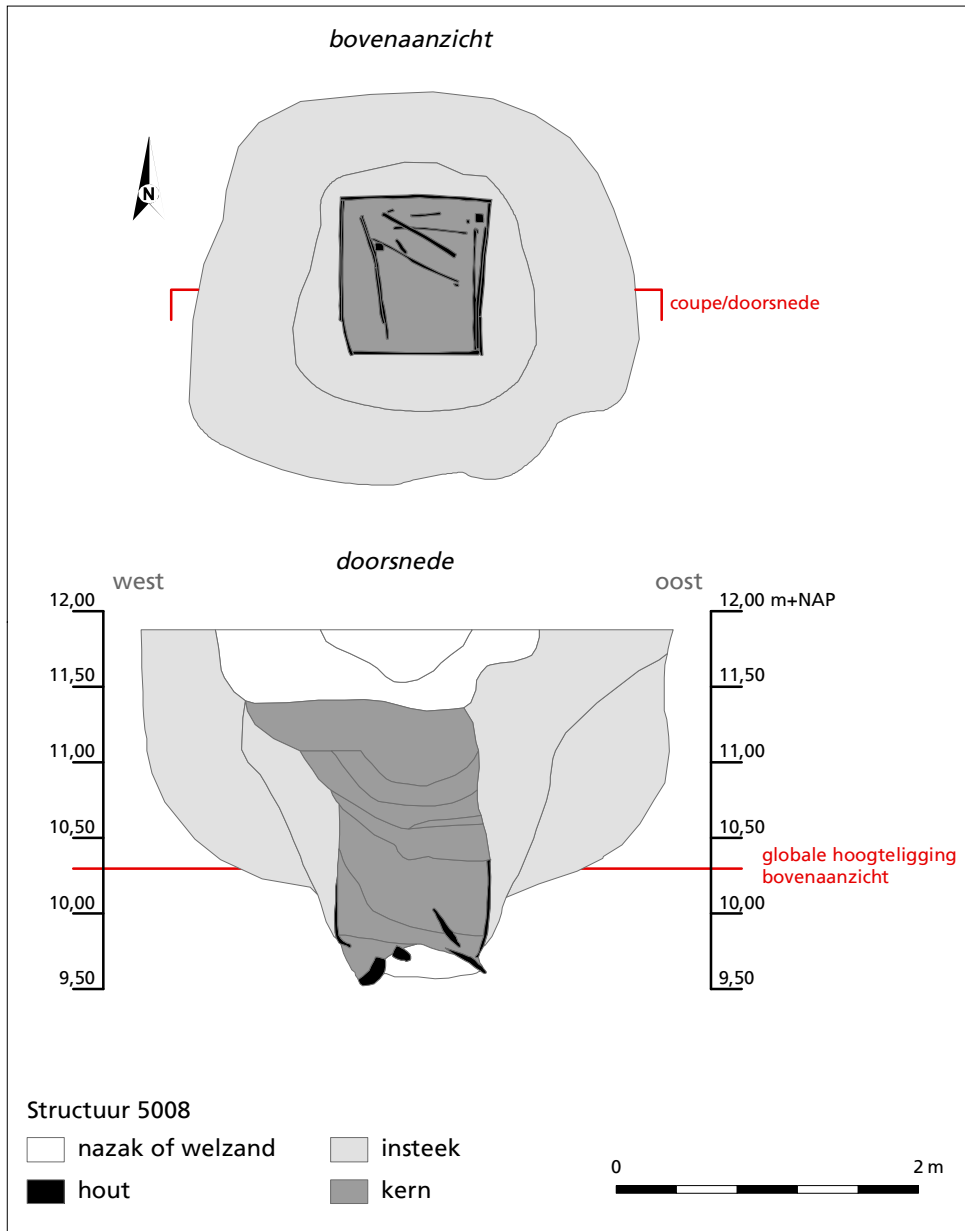 bovenaanzicht
N
coupe/doorsnede
doorsnede
west
oost
12,00
12,00 m+NAP
11,50
11,50
11,00
11,00
10,50
10,50
globale hoogteligging
bovenaanzicht
10,00
10,00
9,50
9,50
Structuur 5008
nazak of welzand
insteek
hout
kern
0
2 m